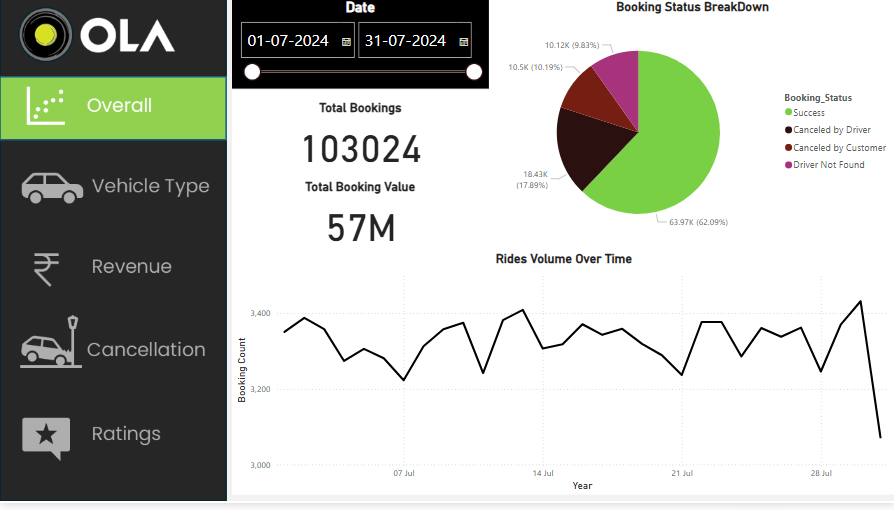 OLA
Overall
Vehicle Type
Revenue
Cancellation
Ratings
Date
01-07-2024
31-07-2024
Total Bookings
103024
Total Booking Value
57M
Booking Status BreakDown
10.12K (9.83%)
10.5K (10.19%)
18.43K
(17.89%)
63.97K (62.09%)
Booking_Status
Success
Canceled by Driver
Canceled by Customer
Driver Not Found
Rides Volume Over Time
Booking Count
3,400
3,200
3,000
07 Jul
14 Jul
21 Jul
28 Jul
Year